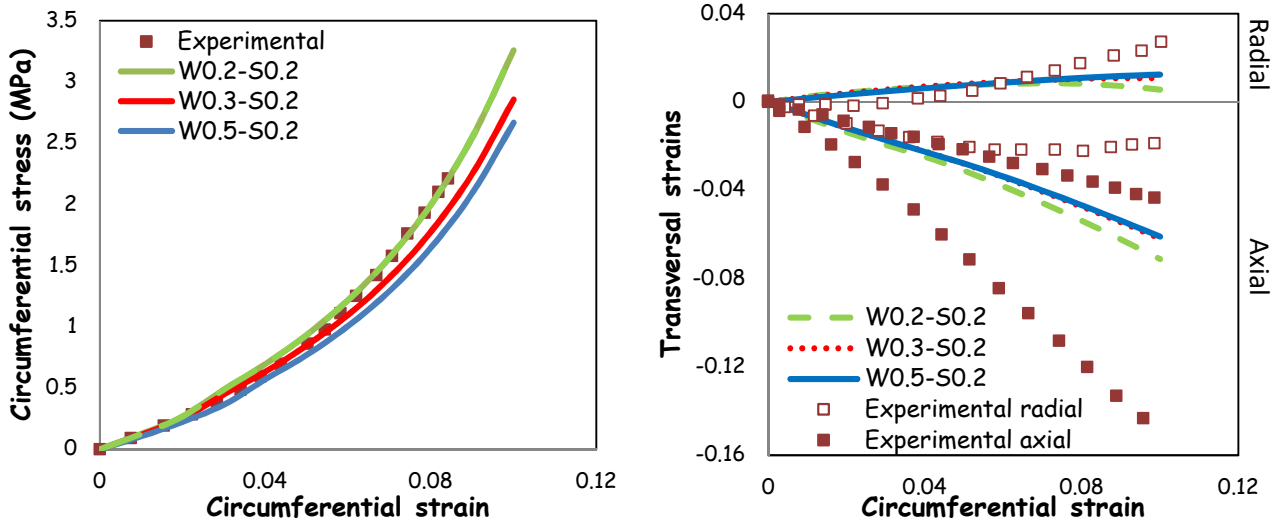 Circumferential stress (MPa)
3.5
3
2.5
2
1.5
1
0.5
0
Experimental
W0.2-S0.2
W0.3-S0.2
W0.5-S0.2
0
0.04
0.08
0.12
Circumferential strain
Transversal strains
0.04
0
-0.04
-0.08
-0.12
-0.16
W0.2-S0.2
W0.3-S0.2
W0.5-S0.2
Experimental radial
Experimental axial
0
0.04
0.08
0.12
Circumferential strain
Radial
Axial